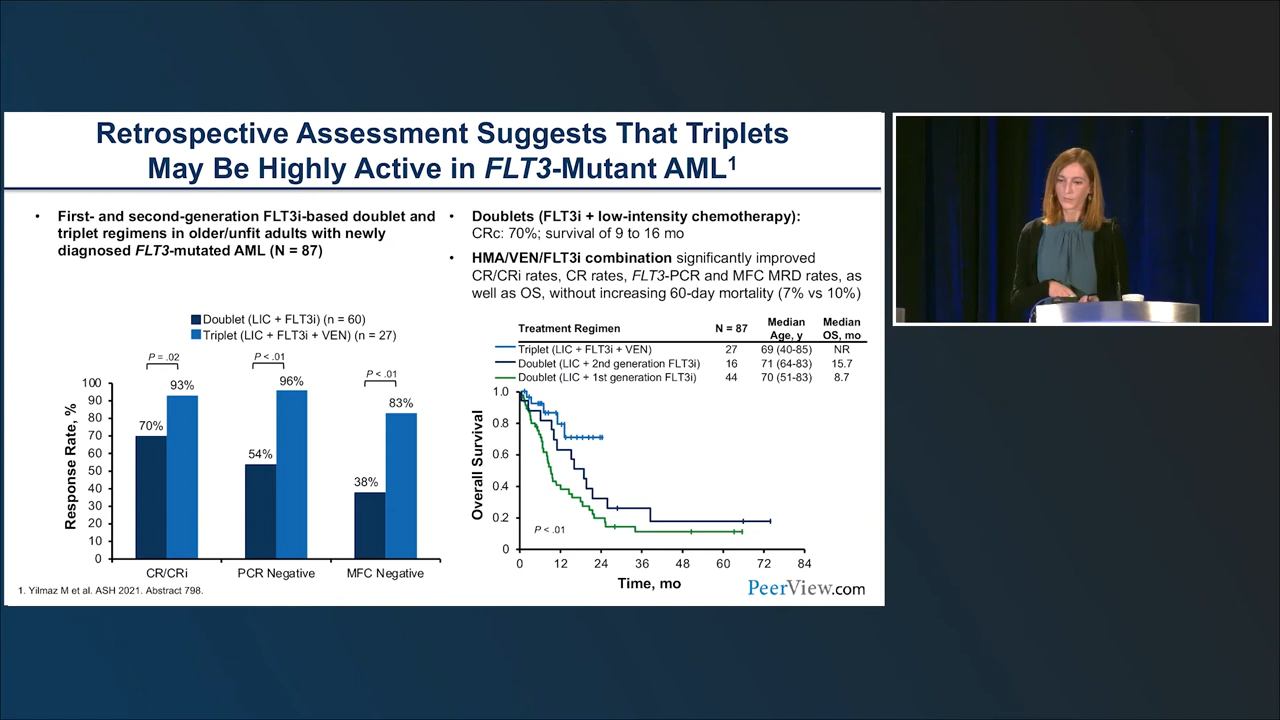 Retrospective Assessment Suggests That Triplets
May Be Highly Active in FLT3-Mutant AML1
• First- and second-generation FLT3i-based doublet and
triplet regimens in older/unfit adults with newly
diagnosed FLT3-mutated AML (N = 87)
• Doublets (FLT3i + low-intensity chemotherapy):
CRc: 70%; survival of 9 to 16 mo
• HMA/VEN/FLT3i combination significantly improved
CR/CRi rates, CR rates, FLT3-PCR and MFC MRD rates, as
well as OS, without increasing 60-day mortality (7% vs 10%)
Doublet (LIC + FLT3i) (n = 60)
Triplet (LIC + FLT3i + VEN) (n = 27)
P = .02
P < .01
P < .01
Response Rate, %
100
90
80
70
60
50
40
30
20
10
0
70%
93%
54%
96%
38%
83%
CR/CRi
PCR Negative
MFC Negative
Treatment Regimen N = 87 Median Age, y Median OS, mo
Triplet (LIC + FLT3i + VEN) 27 69 (40-85) NR
Doublet (LIC + 2nd generation FLT3i) 16 71 (64-83) 15.7
Doublet (LIC + 1st generation FLT3i) 44 70 (51-83) 8.7
Overall Survival
1.0
0.8
0.6
0.4
0.2
0
P < .01
0 12 24 36 48 60 72 84
Time, mo
1. Yilmaz M et al. ASH 2021. Abstract 798.
PeerView.com